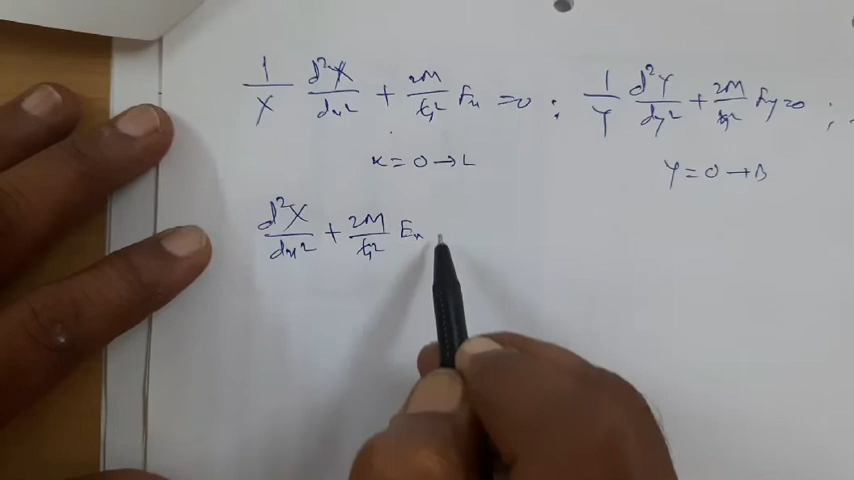 1/X d²X/dx² + 2M/ħ² Ex = 0 ; 1/Y d²Y/dy² + 2M/ħ² Ey = 0 ;
x = 0 → L Y = 0 → B
d²X/dx² + 2M/ħ² Ex